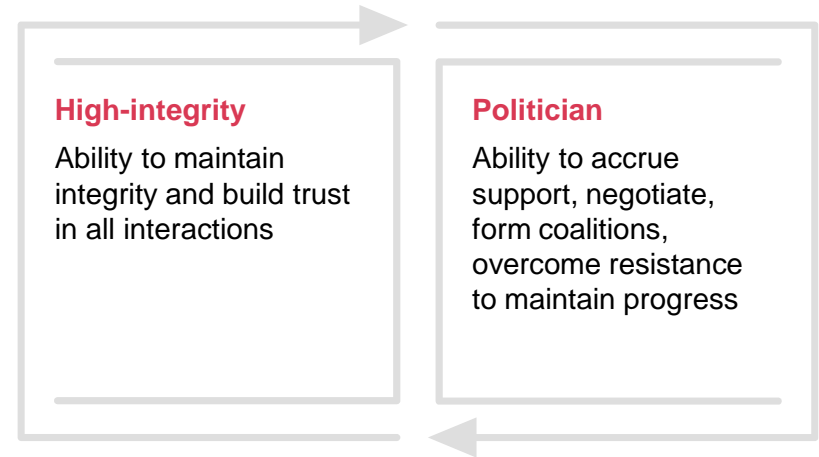 High-integrity
Ability to maintain
integrity and build trust
in all interactions
Politician
Ability to accrue
support, negotiate,
form coalitions,
overcome resistance
to maintain progress